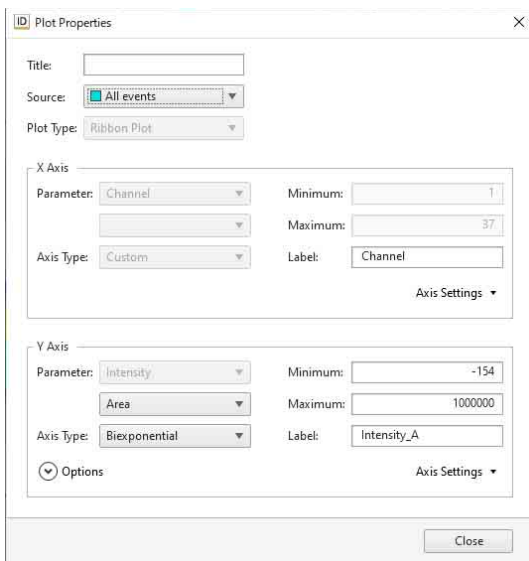 ID Plot Properties
Title:
Source: All events
Plot Type: Ribbon Plot
X Axis
Parameter: Channel Minimum: 1
Maximum: 37
Axis Type: Custom Label: Channel
Axis Settings
Y Axis
Parameter: Intensity Minimum: -154
Area Maximum: 1000000
Axis Type: Biexponential Label: Intensity_A
Options Axis Settings
Close